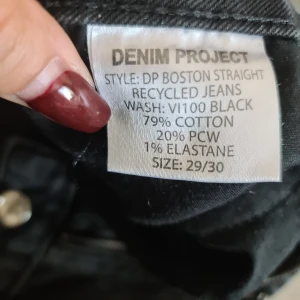 DENIM PROJECT
STYLE: DP BOSTON STRAIGHT
RECYCLED JEANS
WASH: VI100 BLACK
79% COTTON
20% PCW
1% ELASTANE
SIZE: 29/30